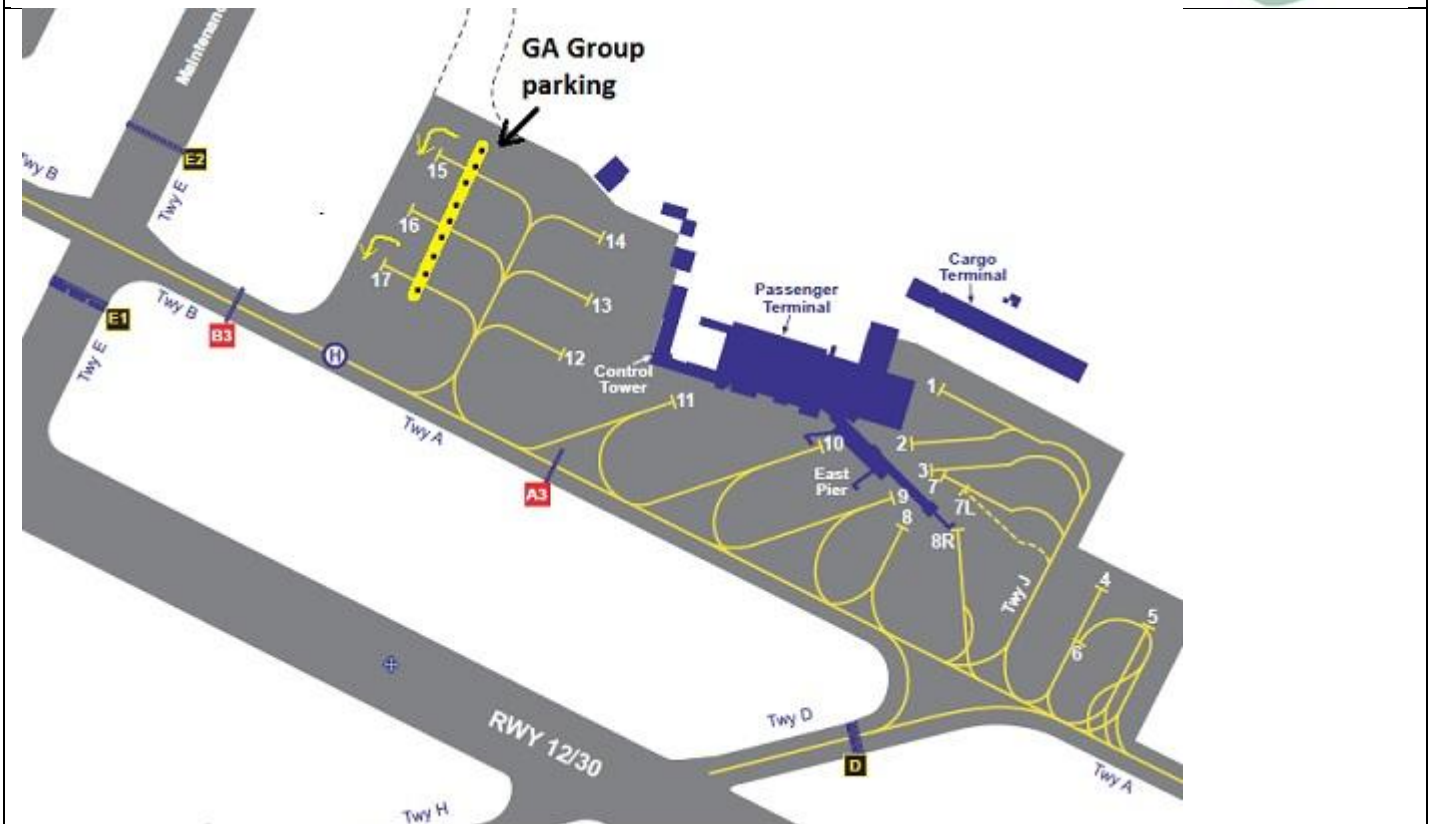 GA Group
parking
Twy B
E2
Twy E
15
16
17
14
13
12
11
E1
Twy B
B3
Twy E
H
Twy A
A3
Control
Tower
Passenger
Terminal
Cargo
Terminal
1
2
3
7
7L
10
East
Pier
9
8
8R
Twy J
4
5
6
Twy D
D
Twy A
RWY 12/30
Twy H